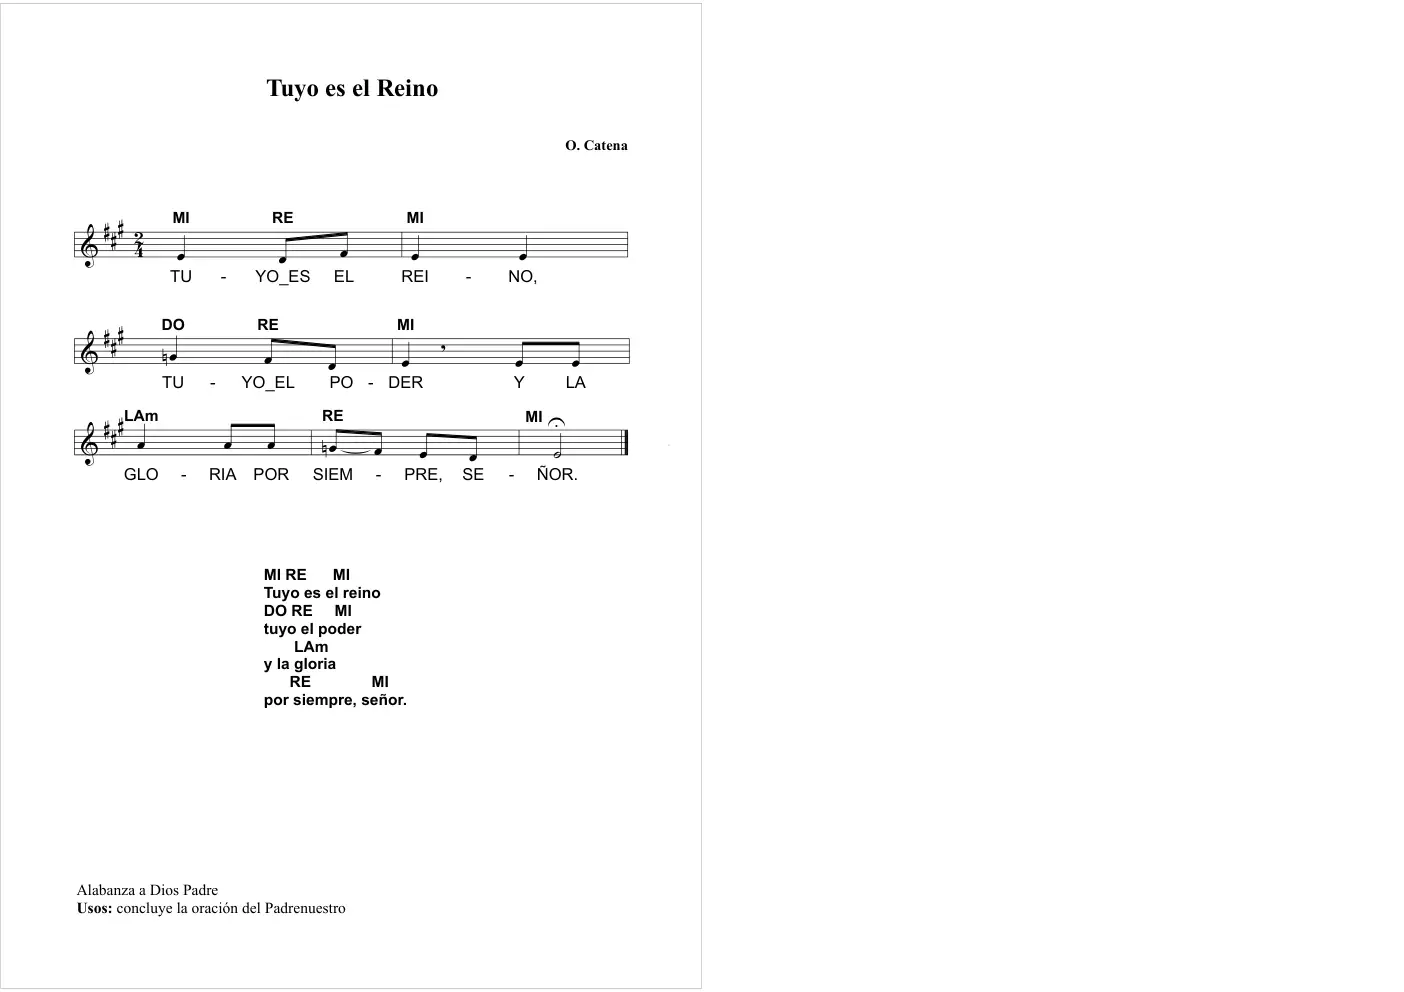 Tuyo es el Reino
O. Catena
MI RE MI
2
4
TU - YO_ES EL REI - NO,
DO RE MI
TU - YO_EL PO - DER Y LA
LAm RE MI
GLO - RIA POR SIEM - PRE, SE - ÑOR.
MI RE MI
Tuyo es el reino
DO RE MI
tuyo el poder
LAm
y la gloria
RE MI
por siempre, señor.
Alabanza a Dios Padre
Usos: concluye la oración del Padrenuestro